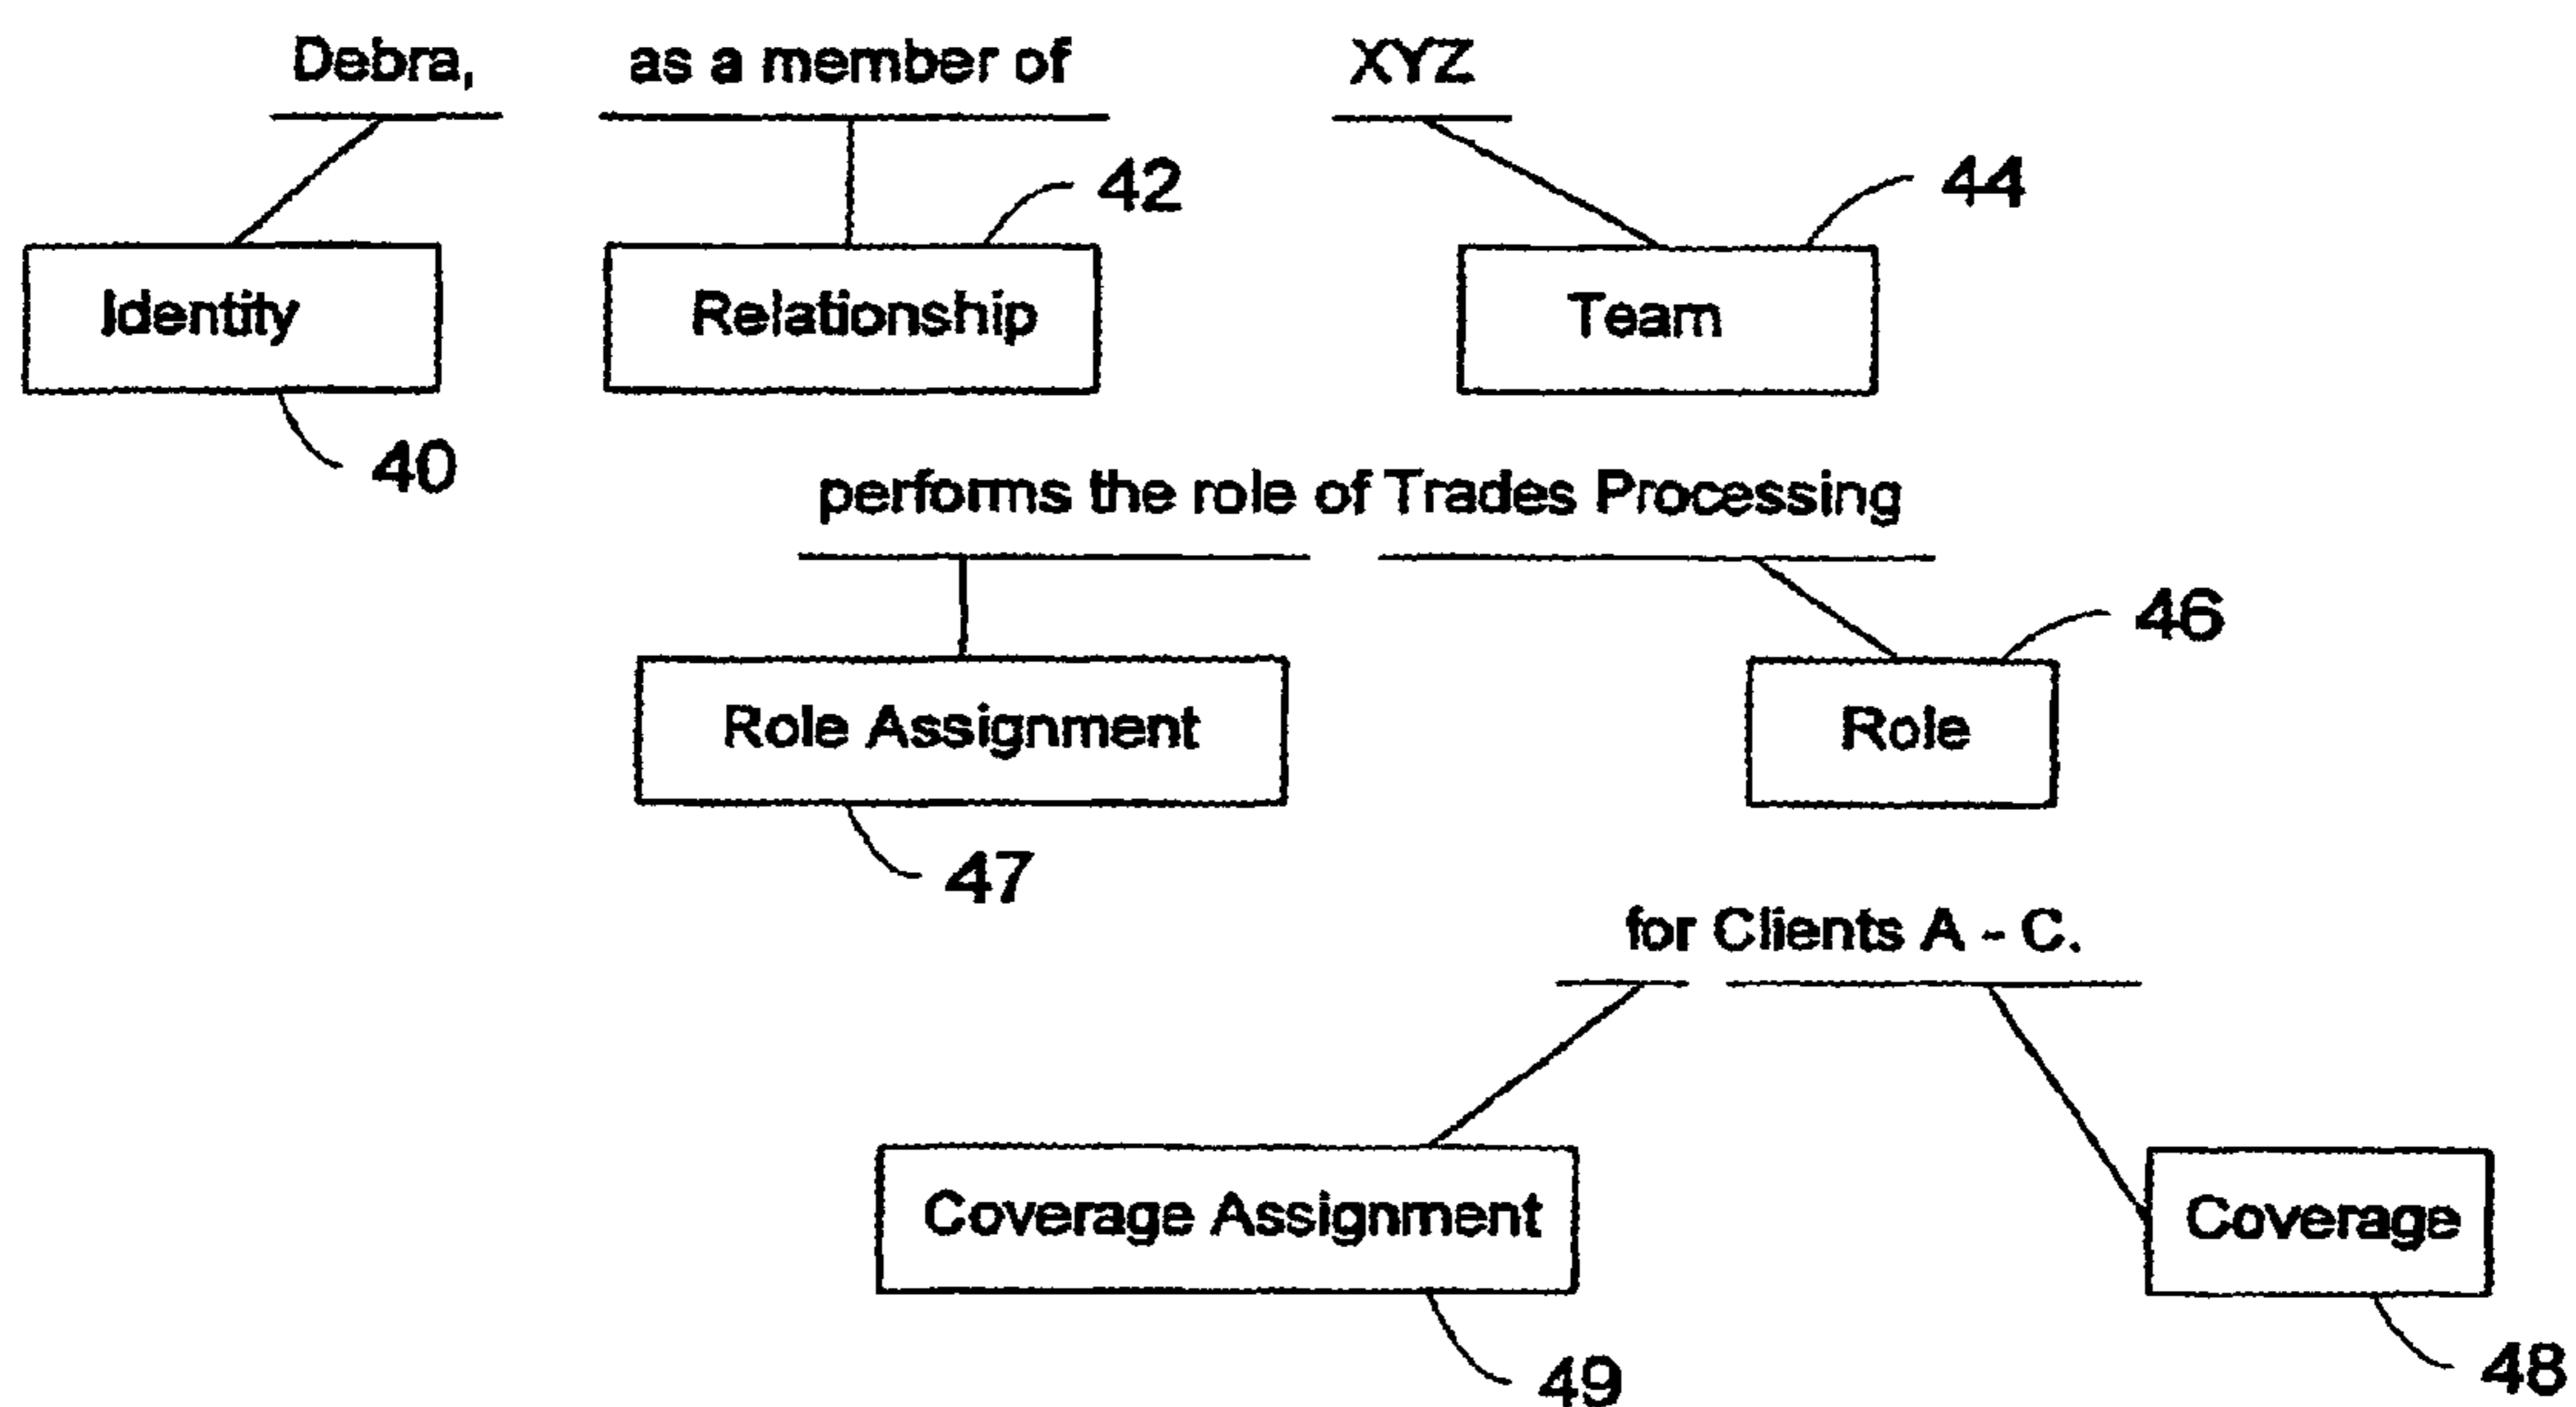 Debra, as a member of XYZ
42 44
Identity Relationship Team
40
performs the role of Trades Processing
46
Role Assignment Role
47
for Clients A - C.
Coverage Assignment Coverage
49 48